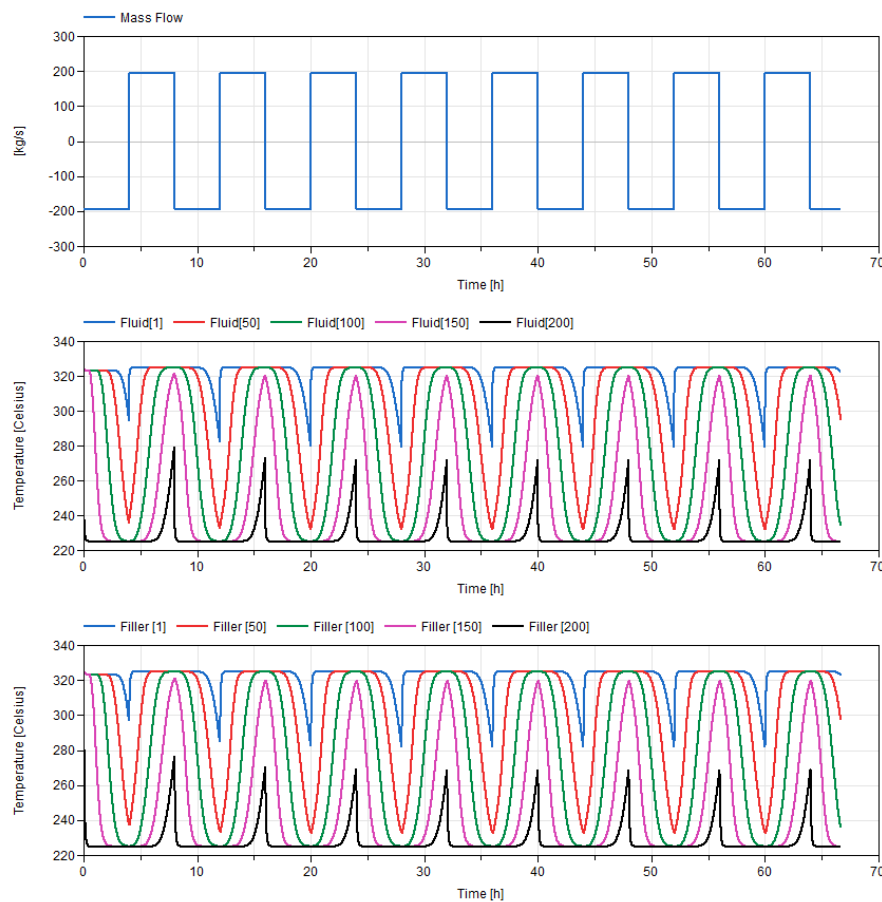 Mass Flow
300
200
100
0
-100
-200
-300
[kg/s]
0 10 20 30 40 50 60 70
Time [h]
Fluid[1] Fluid[50] Fluid[100] Fluid[150] Fluid[200]
340
320
300
280
260
240
220
Temperature [Celsius]
0 10 20 30 40 50 60 70
Time [h]
Filler [1] Filler [50] Filler [100] Filler [150] Filler [200]
340
320
300
280
260
240
220
Temperature [Celsius]
0 10 20 30 40 50 60 70
Time [h]